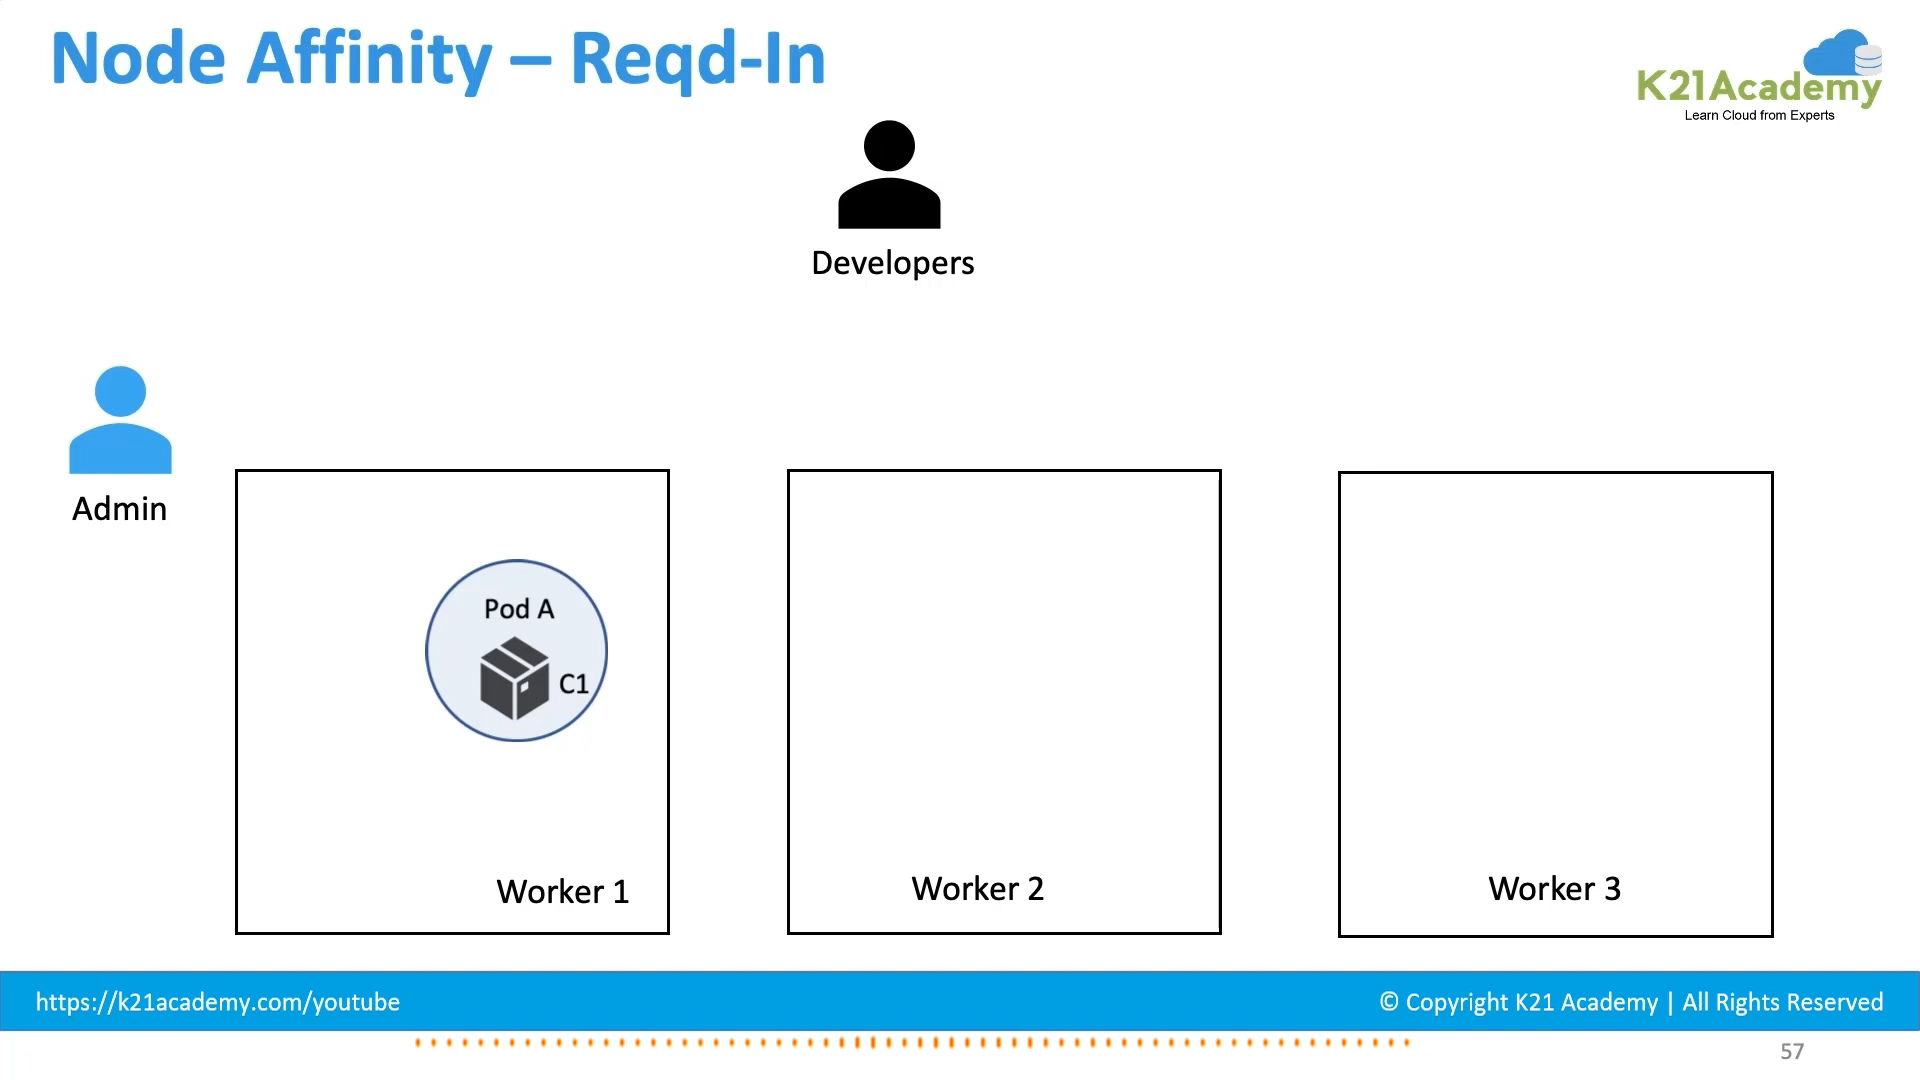 Node Affinity – Reqd-In
K21Academy
Learn Cloud from Experts
Developers
Admin
Pod A
C1
Worker 1
Worker 2
Worker 3
https://k21academy.com/youtube
© Copyright K21 Academy | All Rights Reserved
57